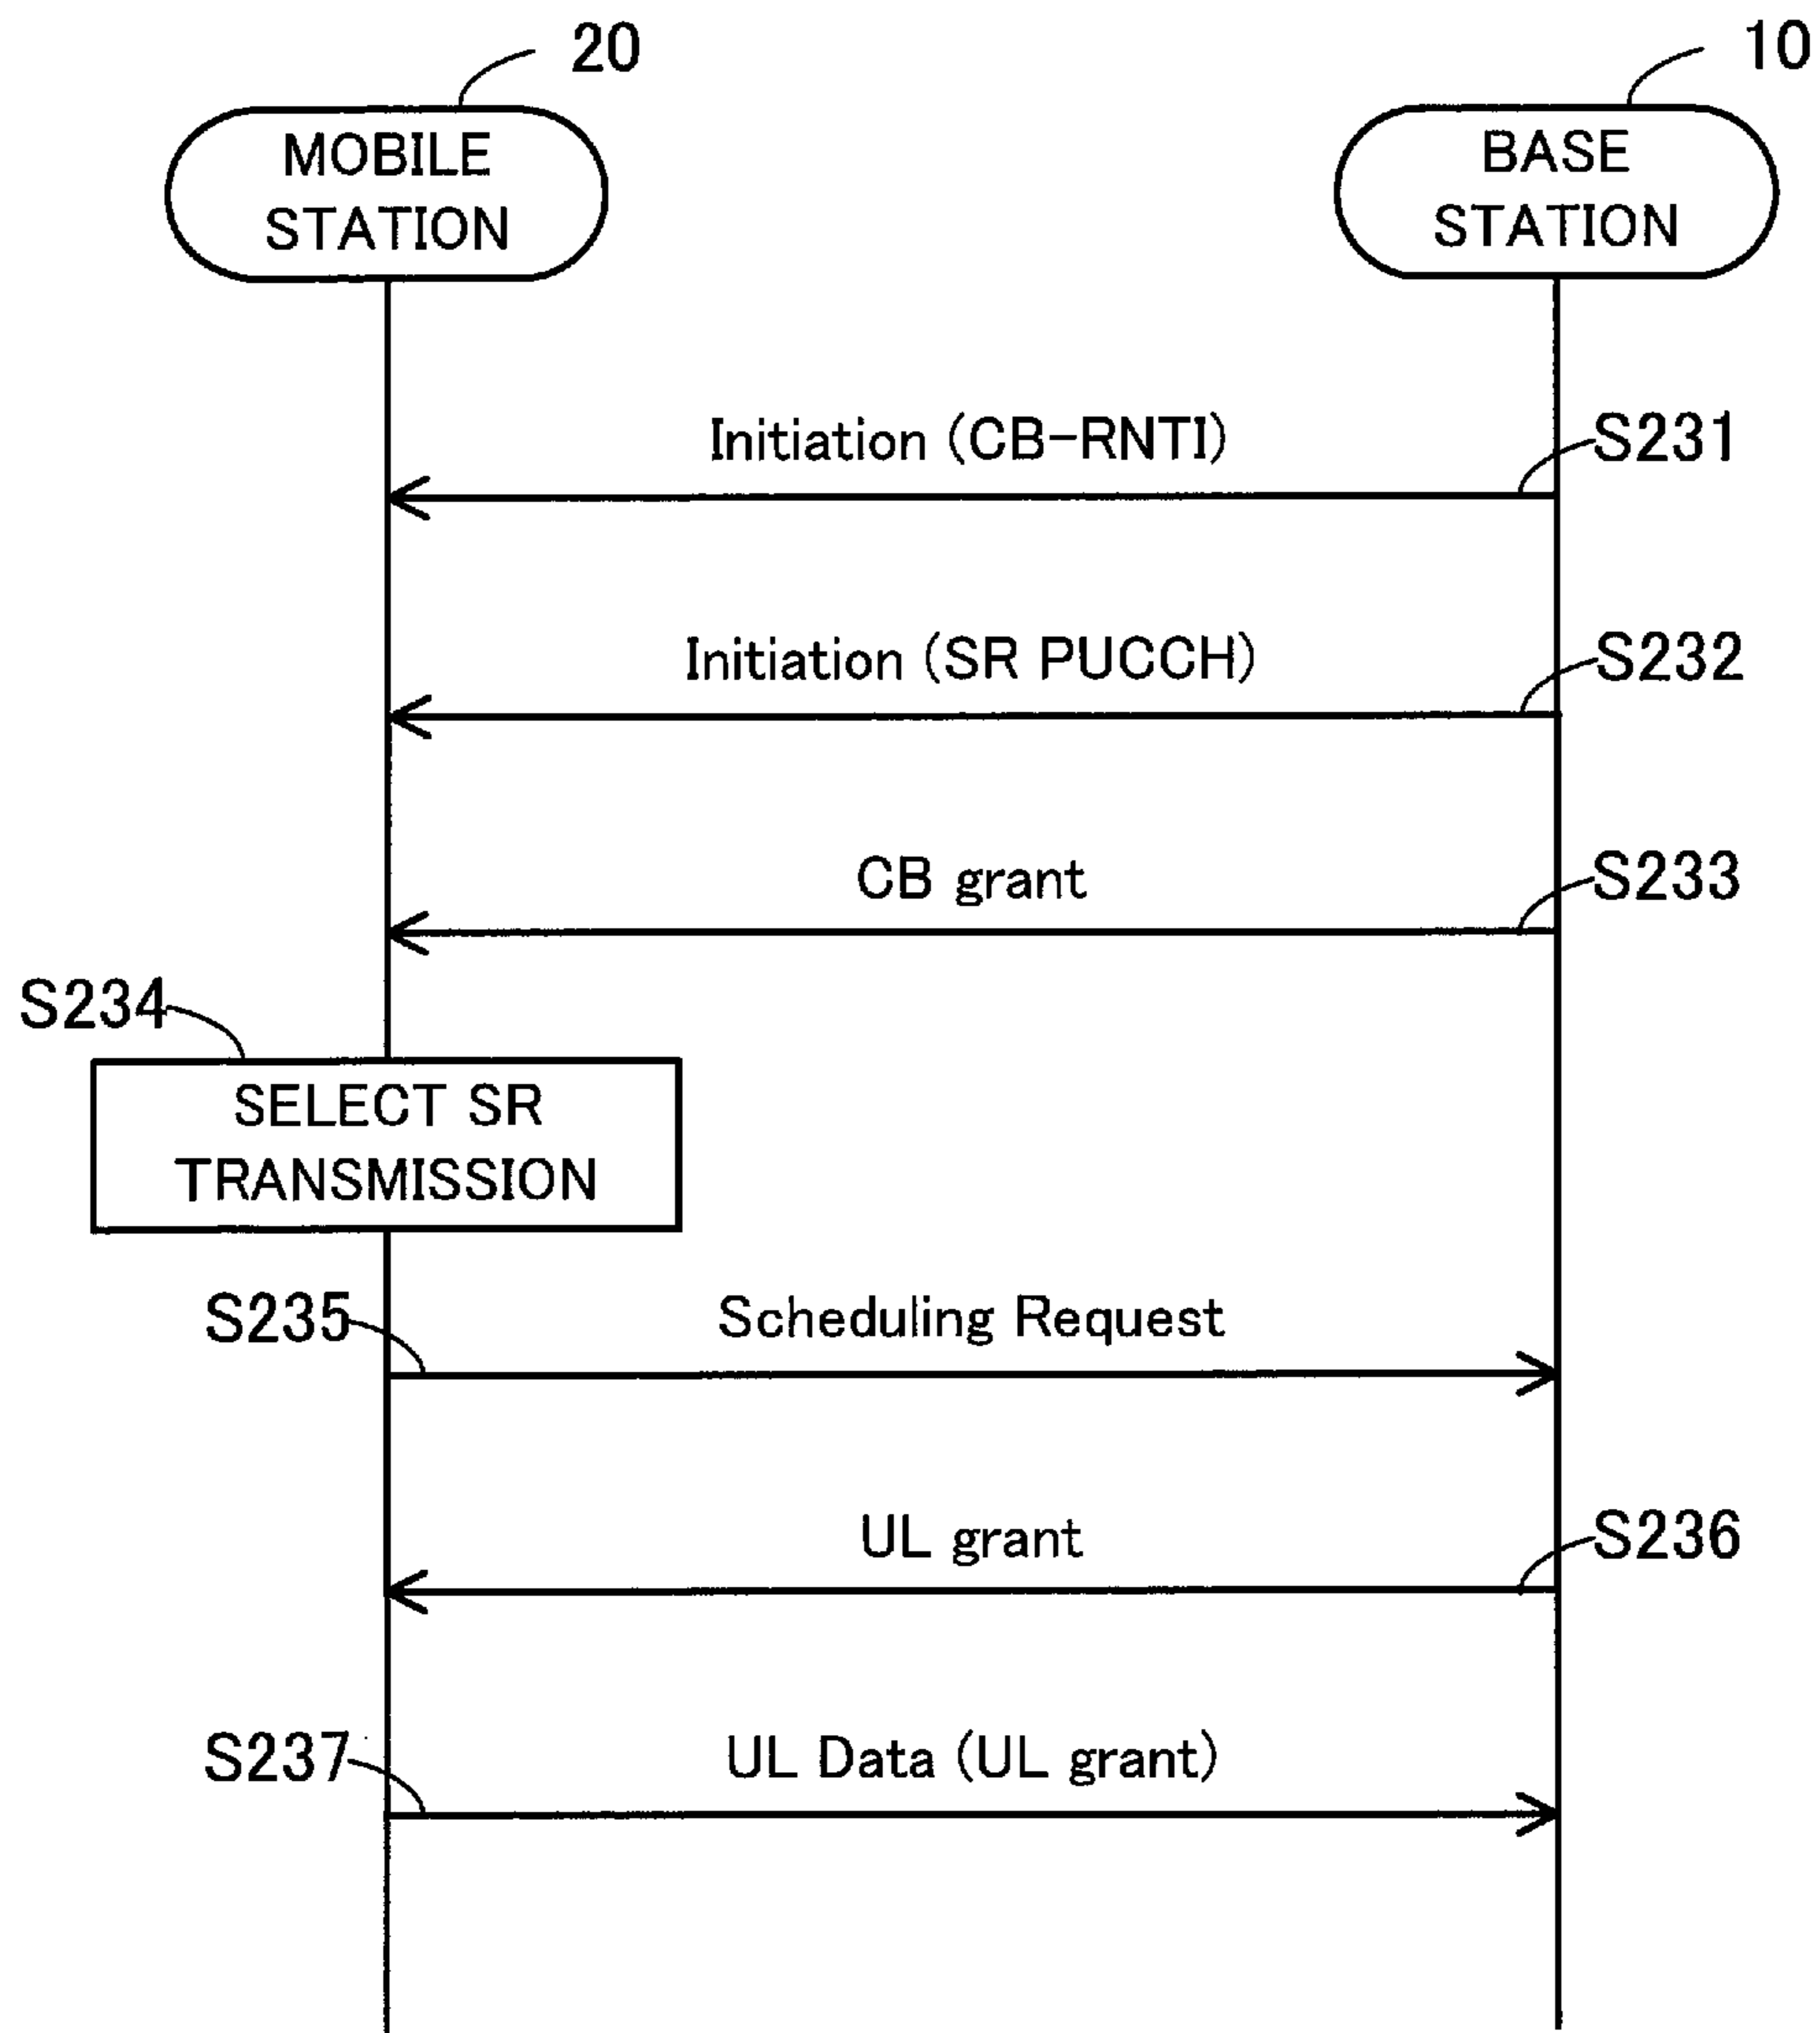 20
10
MOBILE
STATION
BASE
STATION
Initiation (CB-RNTI)
S231
Initiation (SR PUCCH)
S232
CB grant
S233
S234
SELECT SR
TRANSMISSION
S235
Scheduling Request
UL grant
S236
S237
UL Data (UL grant)